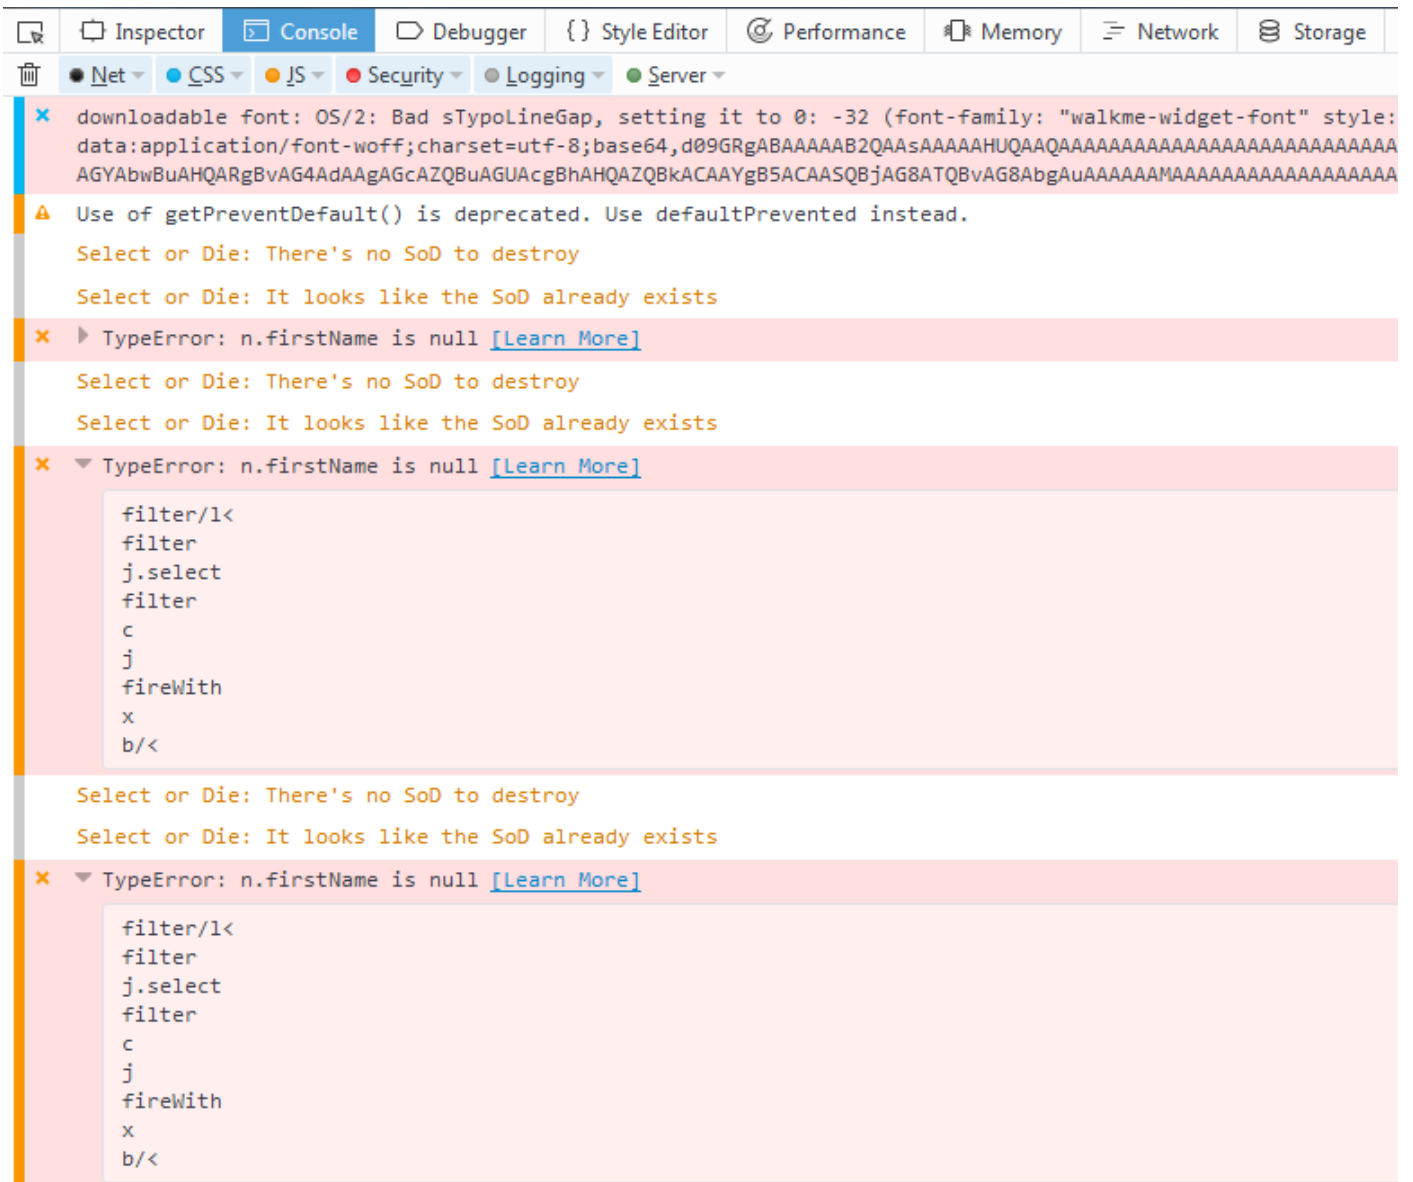 Inspector Console Debugger { } Style Editor Performance Memory Network Storage
Net CSS JS Security Logging Server
downloadable font: OS/2: Bad sTypoLineGap, setting it to 0: -32 (font-family: "walkme-widget-font" style:
data:application/font-woff;charset=utf-8;base64,d09GRgABAAAAAB2QAAsAAAAAHUQAAQAAAAAAAAAAAAAAAAAAAAAAAAAAA
AGYAbwBuAHQARgBvAG4AdAAgAGcAZQBuAGUAcgBhAHQAZQBkACAAYgB5ACAASQBjAG8ATQBvAG8AbgAuAAAAAAMAAAAAAAAAAAAAAAAA
Use of getPreventDefault() is deprecated. Use defaultPrevented instead.
Select or Die: There's no SoD to destroy
Select or Die: It looks like the SoD already exists
TypeError: n.firstName is null [Learn More]
Select or Die: There's no SoD to destroy
Select or Die: It looks like the SoD already exists
TypeError: n.firstName is null [Learn More]
filter/l<
filter
j.select
filter
c
j
fireWith
x
b/<
Select or Die: There's no SoD to destroy
Select or Die: It looks like the SoD already exists
TypeError: n.firstName is null [Learn More]
filter/l<
filter
j.select
filter
c
j
fireWith
x
b/<